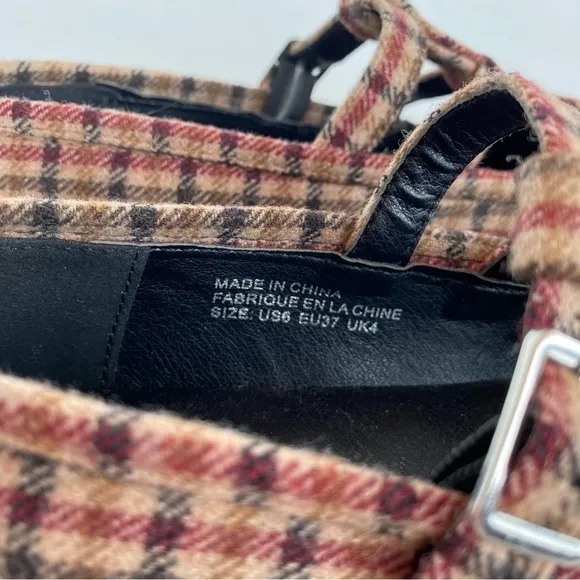 MADE IN CHINA
FABRIQUE EN LA CHINE
SIZE: US6 EU37 UK4